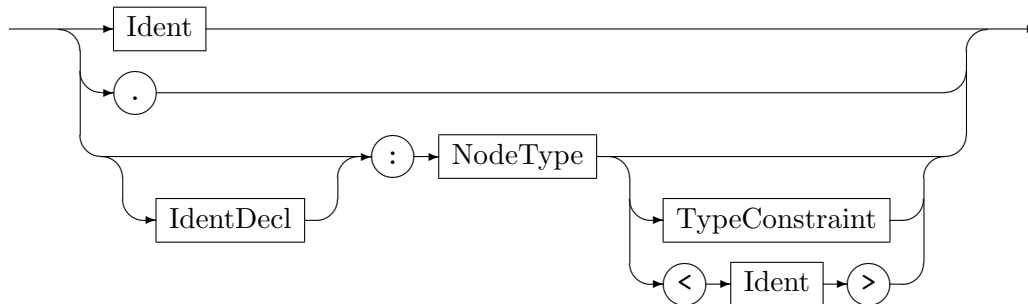 Ident
.
: NodeType
IdentDecl TypeConstraint
< Ident >